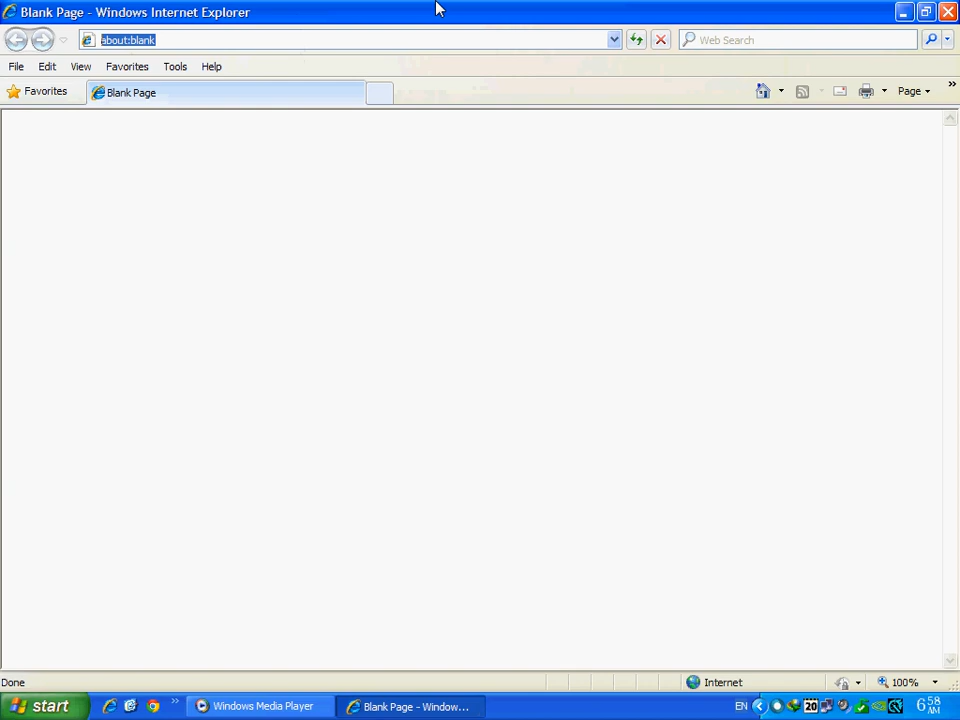 Blank Page - Windows Internet Explorer
about:blank
Web Search
File Edit View Favorites Tools Help
Favorites Blank Page Page
Done Internet 100%
start Windows Media Player Blank Page - Window... EN 20 6:58 AM